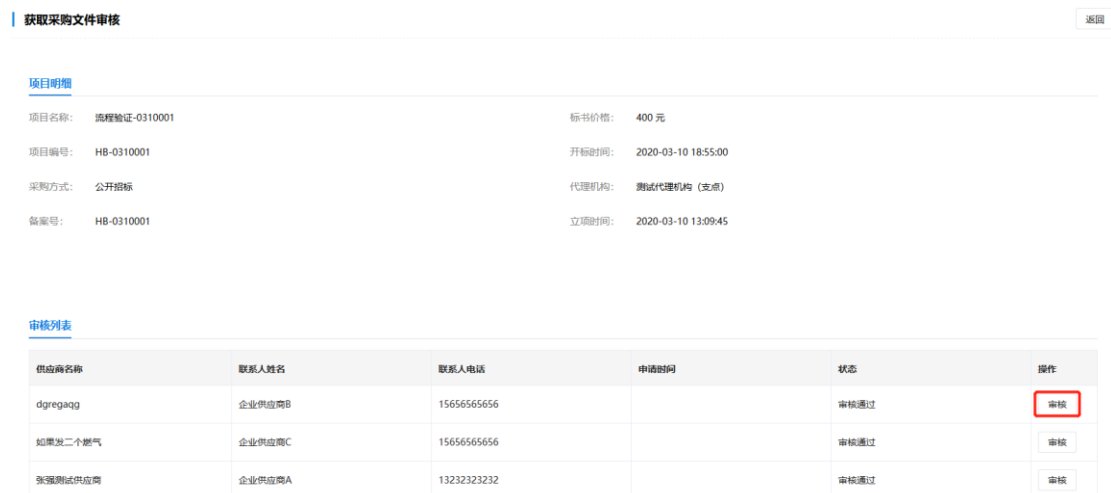 获取采购文件审核 返回
项目明细
项目名称: 流程验证-0310001 标书价格: 400 元
项目编号: HB-0310001 开标时间: 2020-03-10 18:55:00
采购方式: 公开招标 代理机构: 测试代理机构（支点）
备案号: HB-0310001 立项时间: 2020-03-10 13:09:45
审核列表
供应商名称 联系人姓名 联系人电话 申请时间 状态 操作
dgregaqg 企业供应商B 15656565656 审核通过 审核
如果发二个燃气 企业供应商C 15656565656 审核通过 审核
张强测试供应商 企业供应商A 13232323232 审核通过 审核